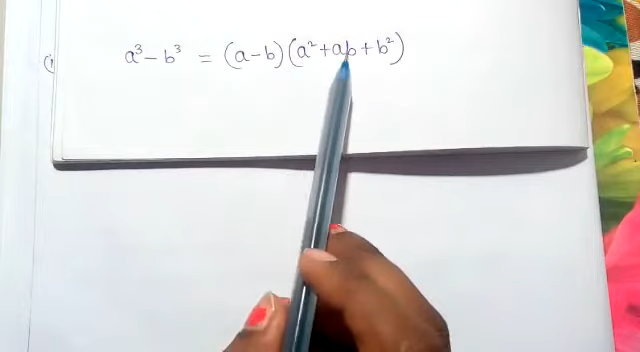 a³ - b³ = (a-b)(a²+ab+b²)